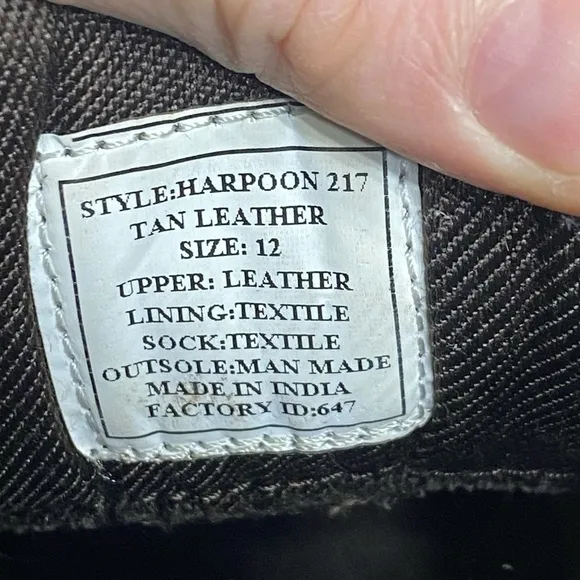 STYLE:HARPOON 217
TAN LEATHER
SIZE: 12
UPPER: LEATHER
LINING:TEXTILE
SOCK:TEXTILE
OUTSOLE:MAN MADE
MADE IN INDIA
FACTORY ID:647